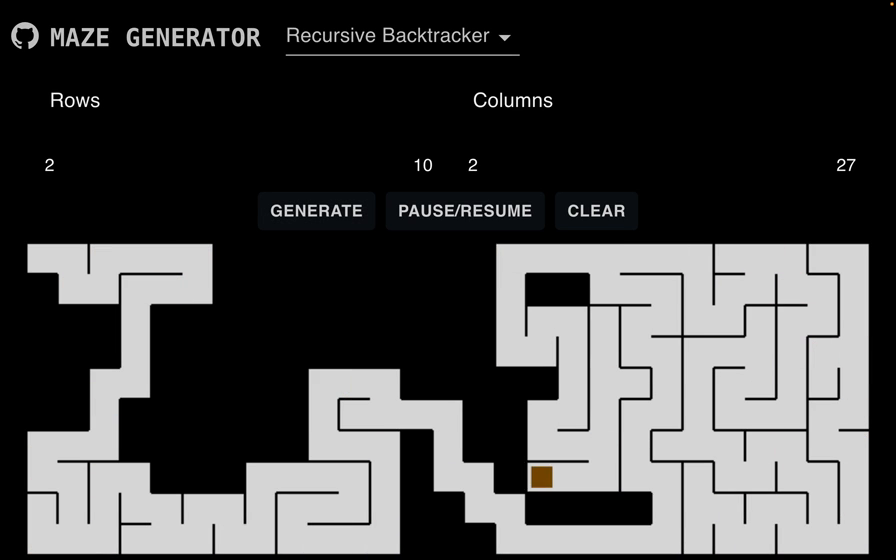 MAZE GENERATOR Recursive Backtracker
Rows Columns
2 10 2 27
GENERATE PAUSE/RESUME CLEAR